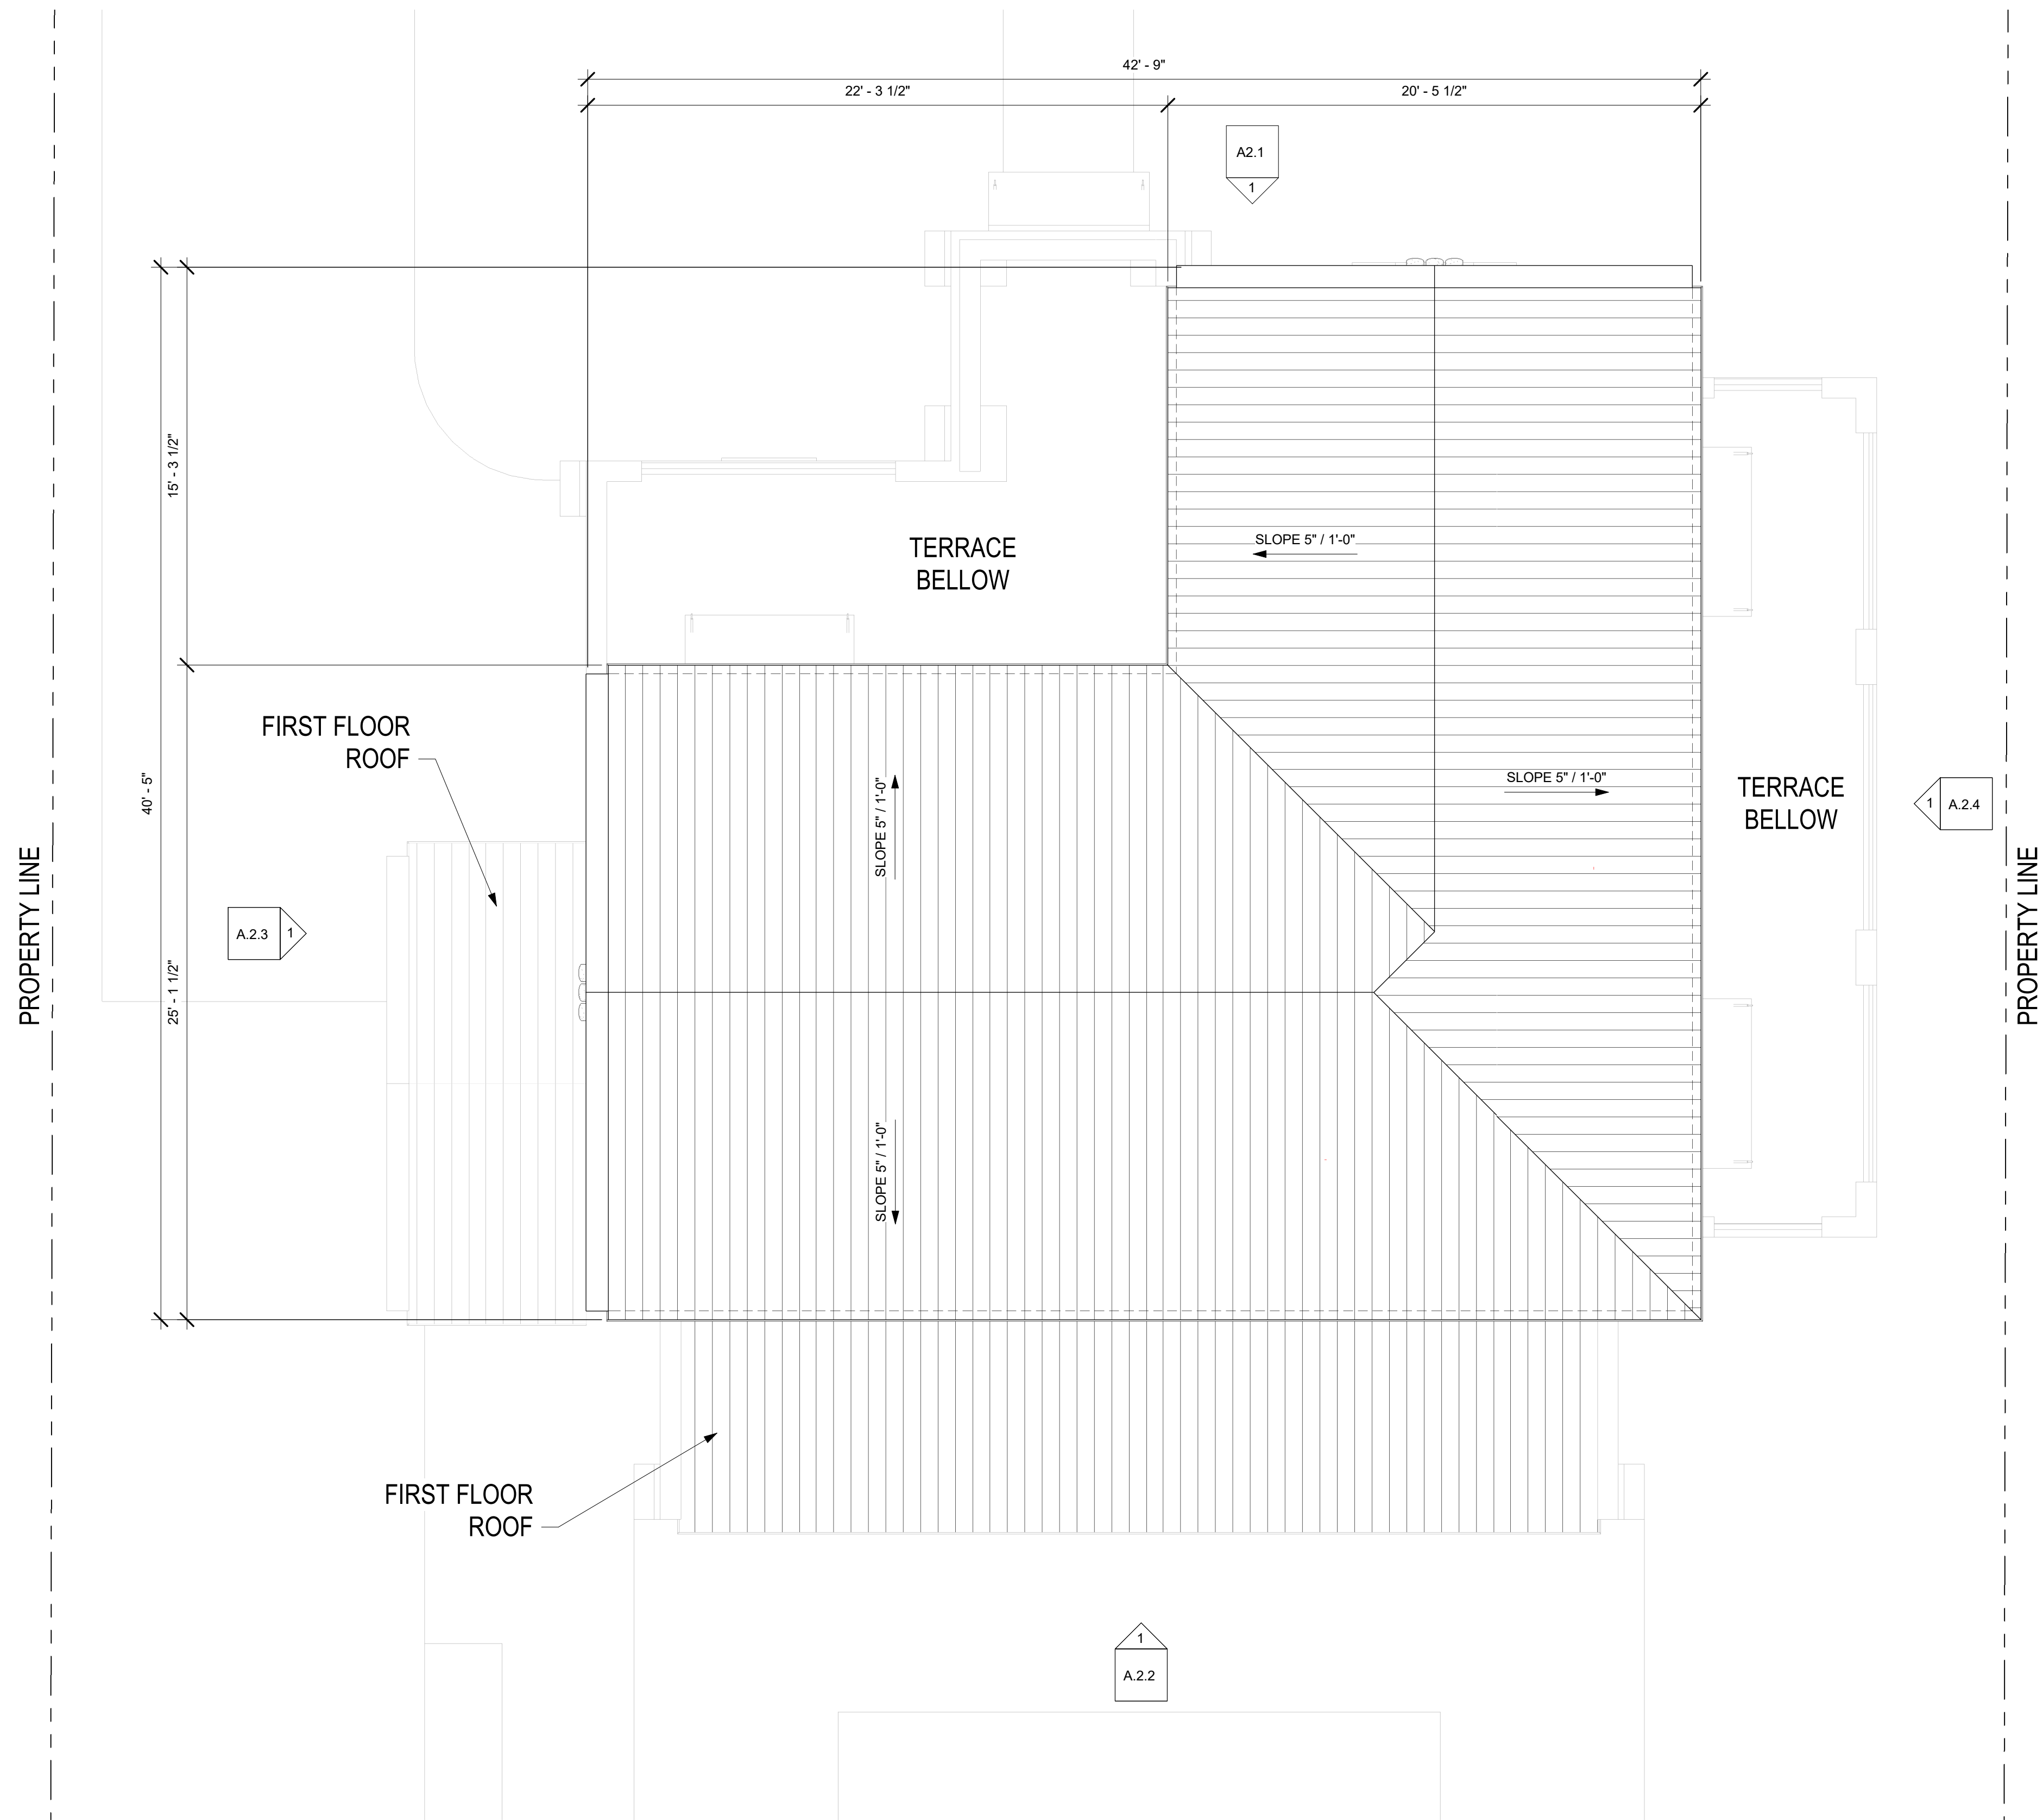 42' - 9"
22' - 3 1/2"
20' - 5 1/2"
A2.1
1
15' - 3 1/2"
SLOPE 5" / 1'-0"
TERRACE
BELLOW
FIRST FLOOR
ROOF
40' - 5"
SLOPE 5" / 1'-0"
SLOPE 5" / 1'-0"
TERRACE
BELLOW
1
A.2.4
PROPERTY LINE
A.2.3
1
25' - 1 1/2"
PROPERTY LINE
SLOPE 5" / 1'-0"
FIRST FLOOR
ROOF
1
A.2.2